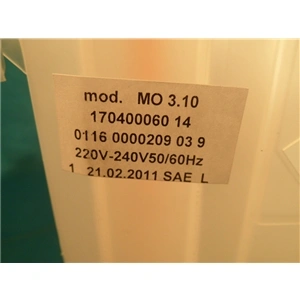 mod. MO 3.10
170400060 14
0116 0000209 03 9
220V-240V50/60Hz
1 21.02.2011 SAE L